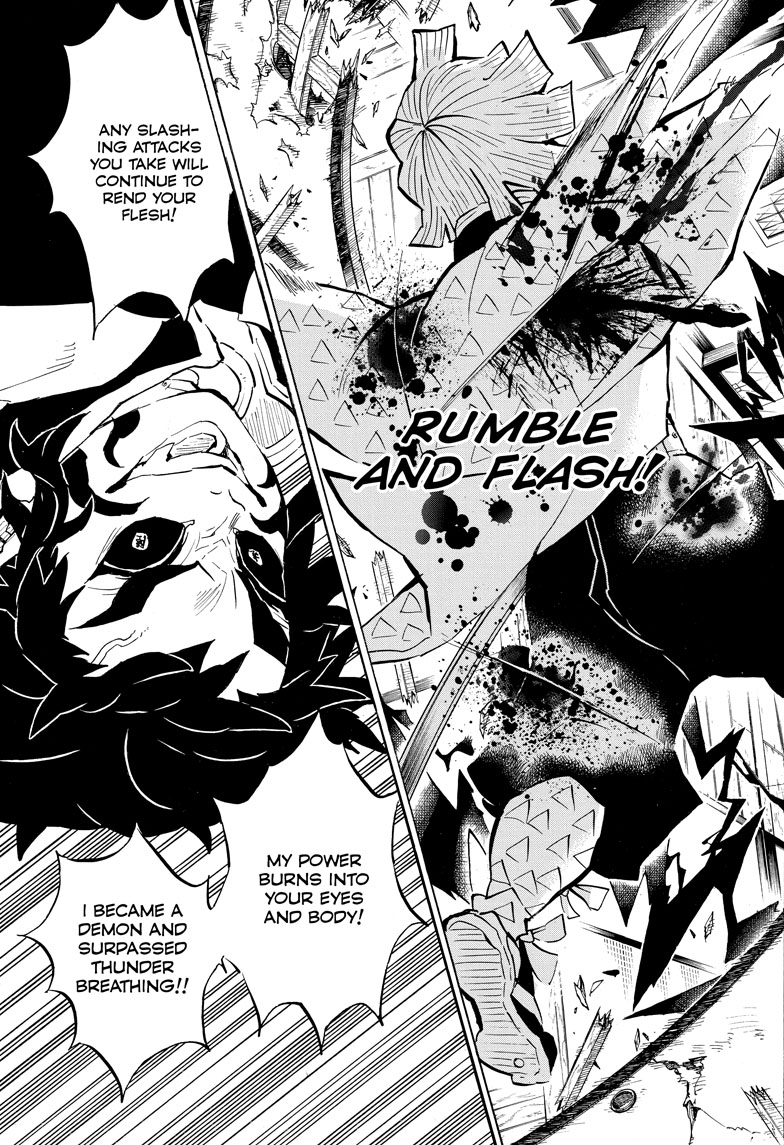 RUMBLE
AND FLASH!
ANY SLASH-
ING ATTACKS
YOU TAKE WILL
CONTINUE TO
REND YOUR
FLESH!
MY POWER
BURNS INTO
YOUR EYES
AND BODY!
I BECAME A
DEMON AND
SURPASSED
THUNDER
BREATHING!!